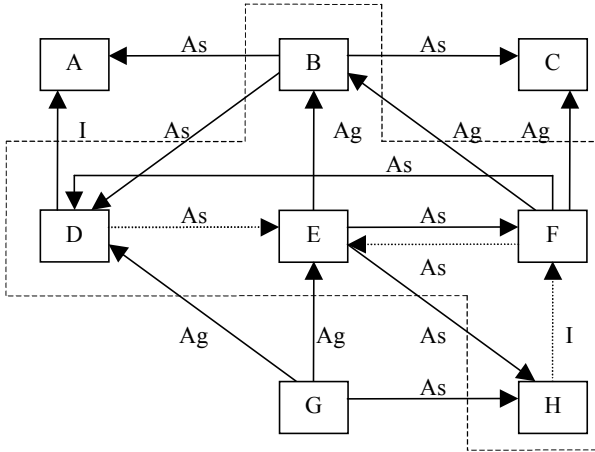 A As B As C
I As Ag Ag Ag
As
D As E As F
As
Ag Ag As I
G As H